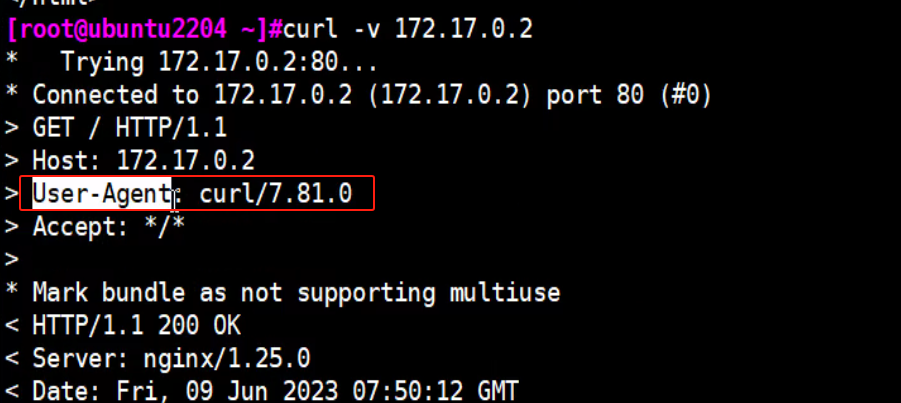 </html>
[root@ubuntu2204 ~]#curl -v 172.17.0.2
*   Trying 172.17.0.2:80...
* Connected to 172.17.0.2 (172.17.0.2) port 80 (#0)
> GET / HTTP/1.1
> Host: 172.17.0.2
> User-Agent: curl/7.81.0
> Accept: */*
>
* Mark bundle as not supporting multiuse
< HTTP/1.1 200 OK
< Server: nginx/1.25.0
< Date: Fri, 09 Jun 2023 07:50:12 GMT